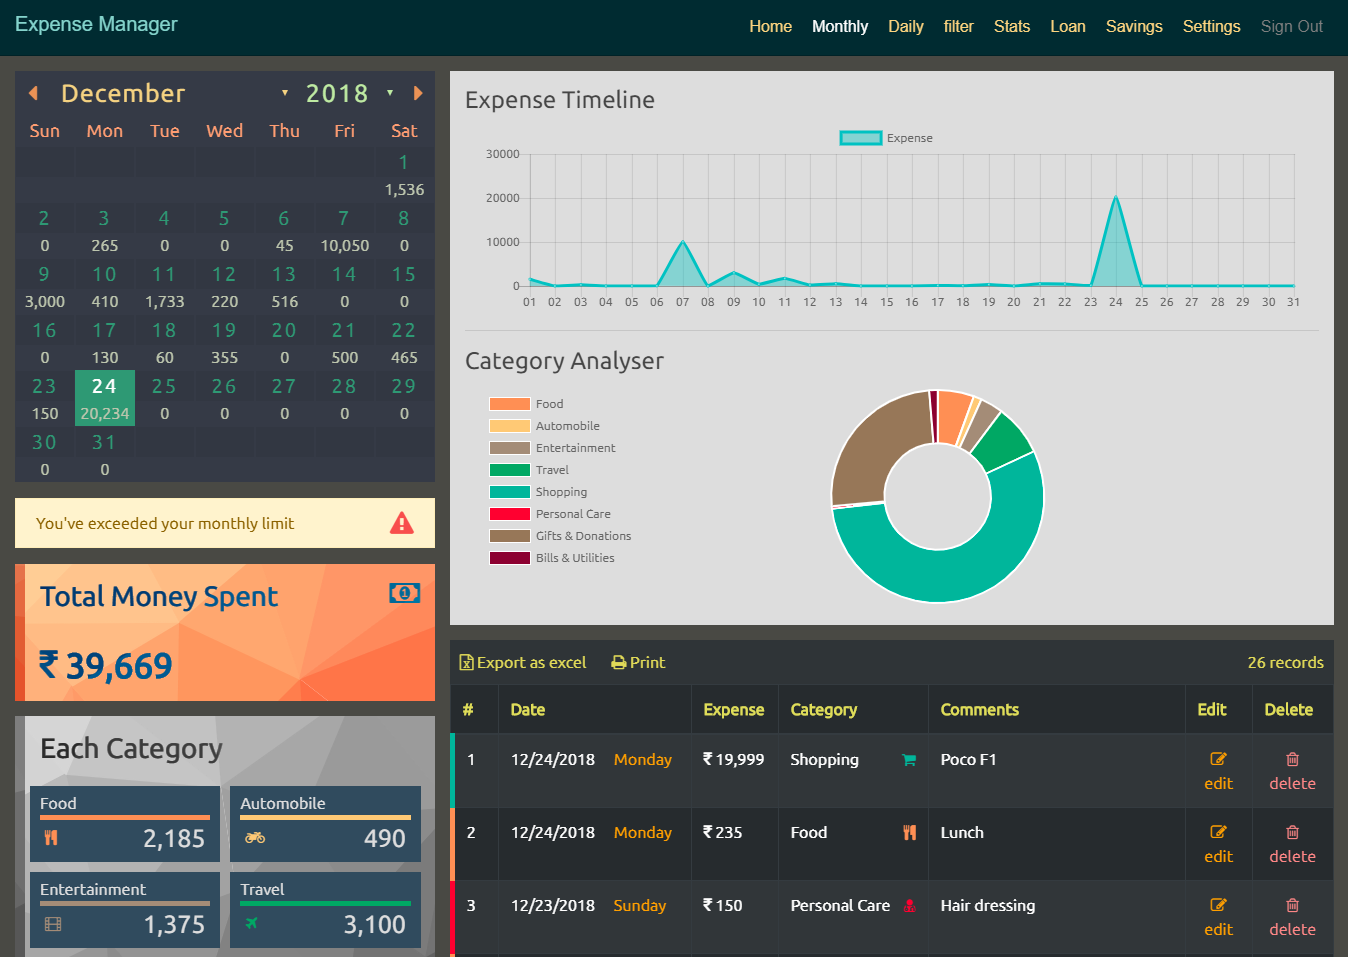 Expense Manager
Home Monthly Daily filter Stats Loan Savings Settings Sign Out
December 2018
Sun Mon Tue Wed Thu Fri Sat
1
1,536
2 3 4 5 6 7 8
0 265 0 0 45 10,050 0
9 10 11 12 13 14 15
3,000 410 1,733 220 516 0 0
16 17 18 19 20 21 22
0 130 60 355 0 500 465
23 24 25 26 27 28 29
150 20,234 0 0 0 0 0
30 31
0 0
You've exceeded your monthly limit
Total Money Spent
₹ 39,669
Each Category
Food
2,185
Automobile
490
Entertainment
1,375
Travel
3,100
Expense Timeline
Expense
30000
20000
10000
0
01 02 03 04 05 06 07 08 09 10 11 12 13 14 15 16 17 18 19 20 21 22 23 24 25 26 27 28 29 30 31
Category Analyser
Food
Automobile
Entertainment
Travel
Shopping
Personal Care
Gifts & Donations
Bills & Utilities
Export as excel Print 26 records
# Date Expense Category Comments Edit Delete
1 12/24/2018 Monday ₹ 19,999 Shopping Poco F1
edit delete
2 12/24/2018 Monday ₹ 235 Food Lunch
edit delete
3 12/23/2018 Sunday ₹ 150 Personal Care Hair dressing
edit delete